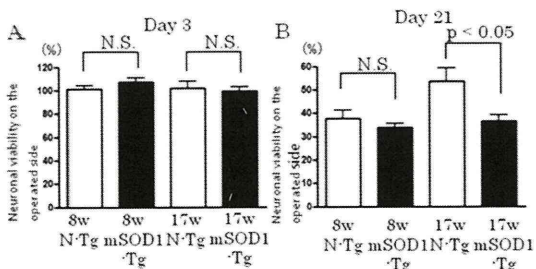 A
Day 3
(%)
N.S.
N.S.
Neuronal viability on the
operated side
120
100
80
60
40
20
0
8w 8w 17w 17w
N·Tg mSOD1 N·Tg mSOD1
·Tg ·Tg
B
Day 21
(%)
N.S.
p < 0.05
Neuronal viability on the
operated side
60
50
40
30
20
10
0
8w 8w 17w 17w
N·Tg mSOD1 N·Tg mSOD1
·Tg ·Tg